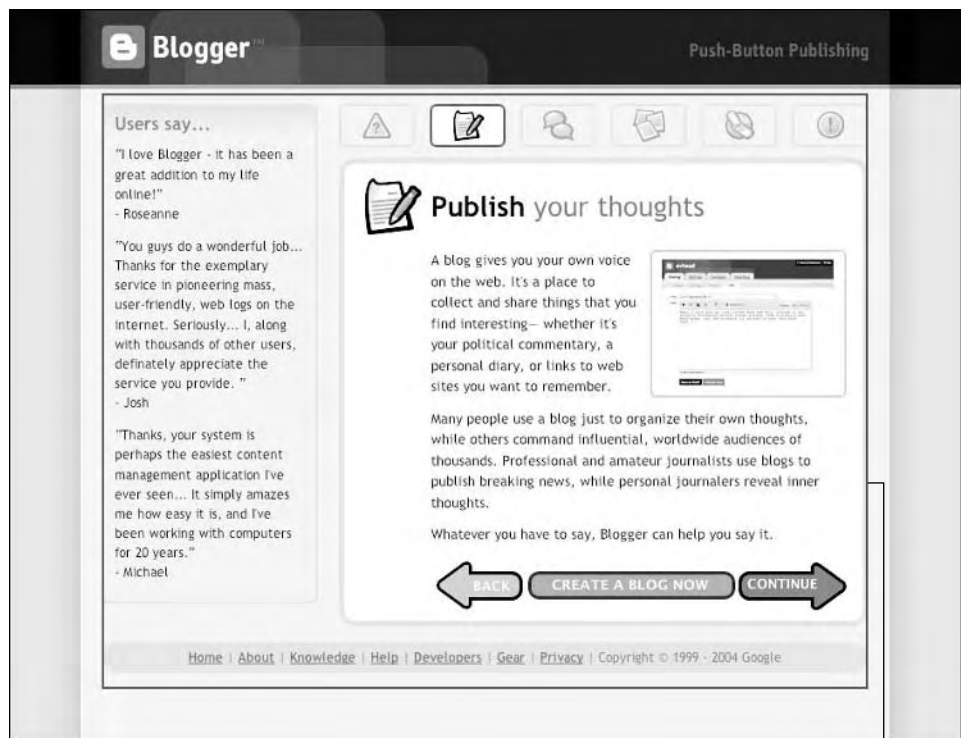 Blogger™
Push-Button Publishing
Users say...
"I love Blogger - it has been a
great addition to my life
online!"
- Roseanne
"You guys do a wonderful job...
Thanks for the exemplary
service in pioneering mass,
user-friendly, web logs on the
internet. Seriously... I, along
with thousands of other users,
definately appreciate the
service you provide. "
- Josh
"Thanks, your system is
perhaps the easiest content
management application I've
ever seen... It simply amazes
me how easy it is, and I've
been working with computers
for 20 years."
- Michael
Publish your thoughts
A blog gives you your own voice
on the web. It's a place to
collect and share things that you
find interesting— whether it's
your political commentary, a
personal diary, or links to web
sites you want to remember.
Many people use a blog just to organize their own thoughts,
while others command influential, worldwide audiences of
thousands. Professional and amateur journalists use blogs to
publish breaking news, while personal journalers reveal inner
thoughts.
Whatever you have to say, Blogger can help you say it.
BACK
CREATE A BLOG NOW
CONTINUE
Home | About | Knowledge | Help | Developers | Gear | Privacy | Copyright © 1999 - 2004 Google